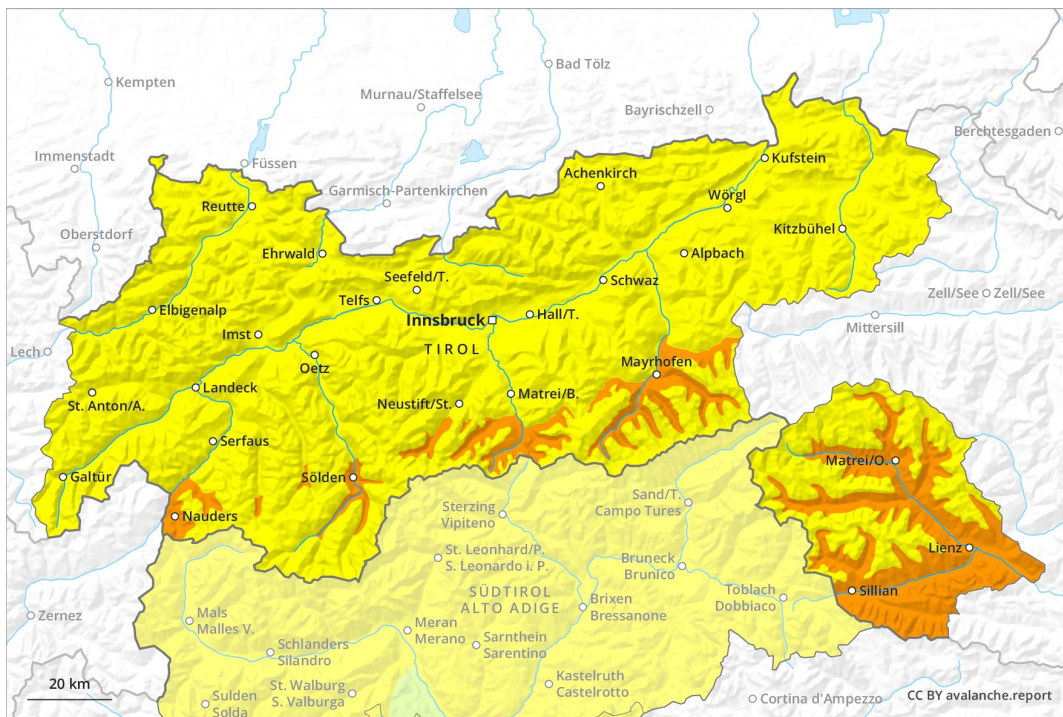 Kempten
Bad Tölz
Murnau/Staffelsee
Bayrischzell
Berchtesgaden
Immenstadt
Füssen
Kufstein
Achenkirch
Garmisch-Partenkirchen
Wörgl
Reutte
Oberstdorf
Kitzbühel
Ehrwald
Alpbach
Seefeld/T.
Schwaz
Zell/See
Zell/See
Telfs
Elbigenalp
Hall/T.
Innsbruck
Mittersill
Imst
Lech
TIROL
Mayrhofen
Oetz
Landeck
Matrei/B.
St. Anton/A.
Neustift/St.
Serfaus
Matrei/O.
Galtür
Sölden
Sand/T.
Campo Tures
Sterzing
Vipiteno
Nauders
Lienz
St. Leonhard/P.
S. Leonardo i. P.
Bruneck
Brunico
SÜDTIROL
ALTO ADIGE
Toblach
Dobbiaco
Sillian
Brixen
Bressanone
Zernez
Mals
Malles V.
Meran
Merano
Sarnthein
Sarentino
Schlanders
Silandro
Kastelruth
Castelrotto
20 km
St. Walburg
S. Valburga
Sulden
Solda
Cortina d'Ampezzo
CC BY avalanche.report